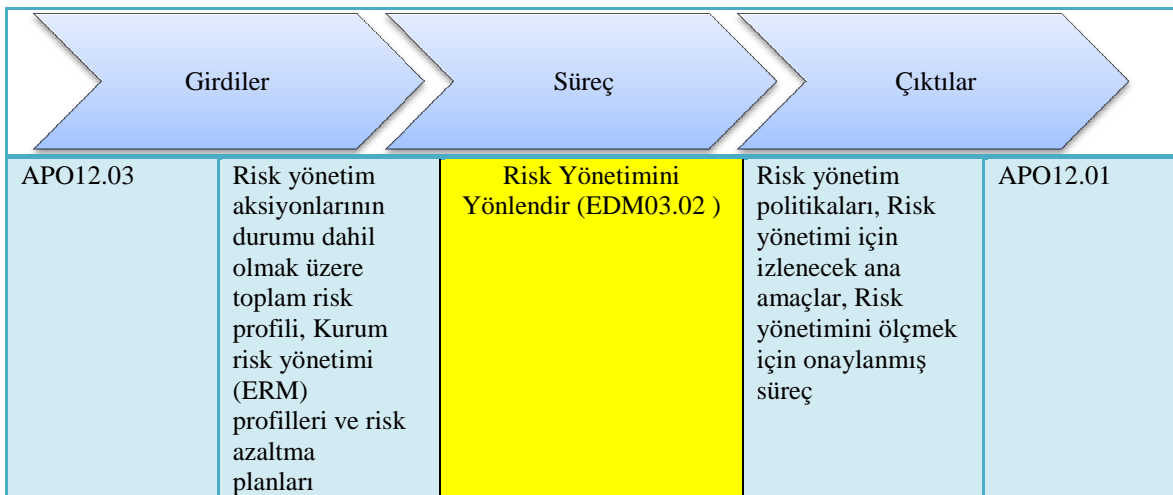 Girdiler
Süreç
Çıktılar
APO12.03
Risk yönetim
aksiyonlarının
durumu dahil
olmak üzere
toplam risk
profili, Kurum
risk yönetimi
(ERM)
profilleri ve risk
azaltma
planları
Risk Yönetimini
Yönlendir (EDM03.02 )
Risk yönetim
politikaları, Risk
yönetimi için
izlenecek ana
amaçlar, Risk
yönetimini ölçmek
için onaylanmış
süreç
APO12.01